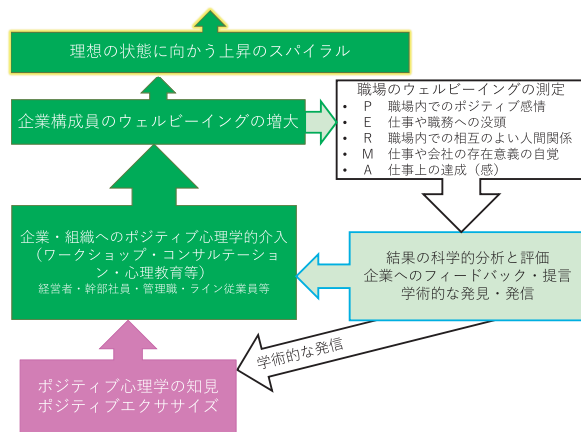 理想の状態に向かう上昇のスパイラル
企業構成員のウェルビーイングの増大
職場のウェルビーイングの測定
• P 職場内でのポジティブ感情
• E 仕事や職務への没頭
• R 職場内での相互のよい人間関係
• M 仕事や会社の存在意義の自覚
• A 仕事上の達成（感）
企業・組織へのポジティブ心理学的介入
（ワークショップ・コンサルテーショ
ン・心理教育等）
経営者・幹部社員・管理職・ライン従業員等
結果の科学的分析と評価
企業へのフィードバック・提言
学術的な発見・発信
学術的な発信
ポジティブ心理学の知見
ポジティブエクササイズ